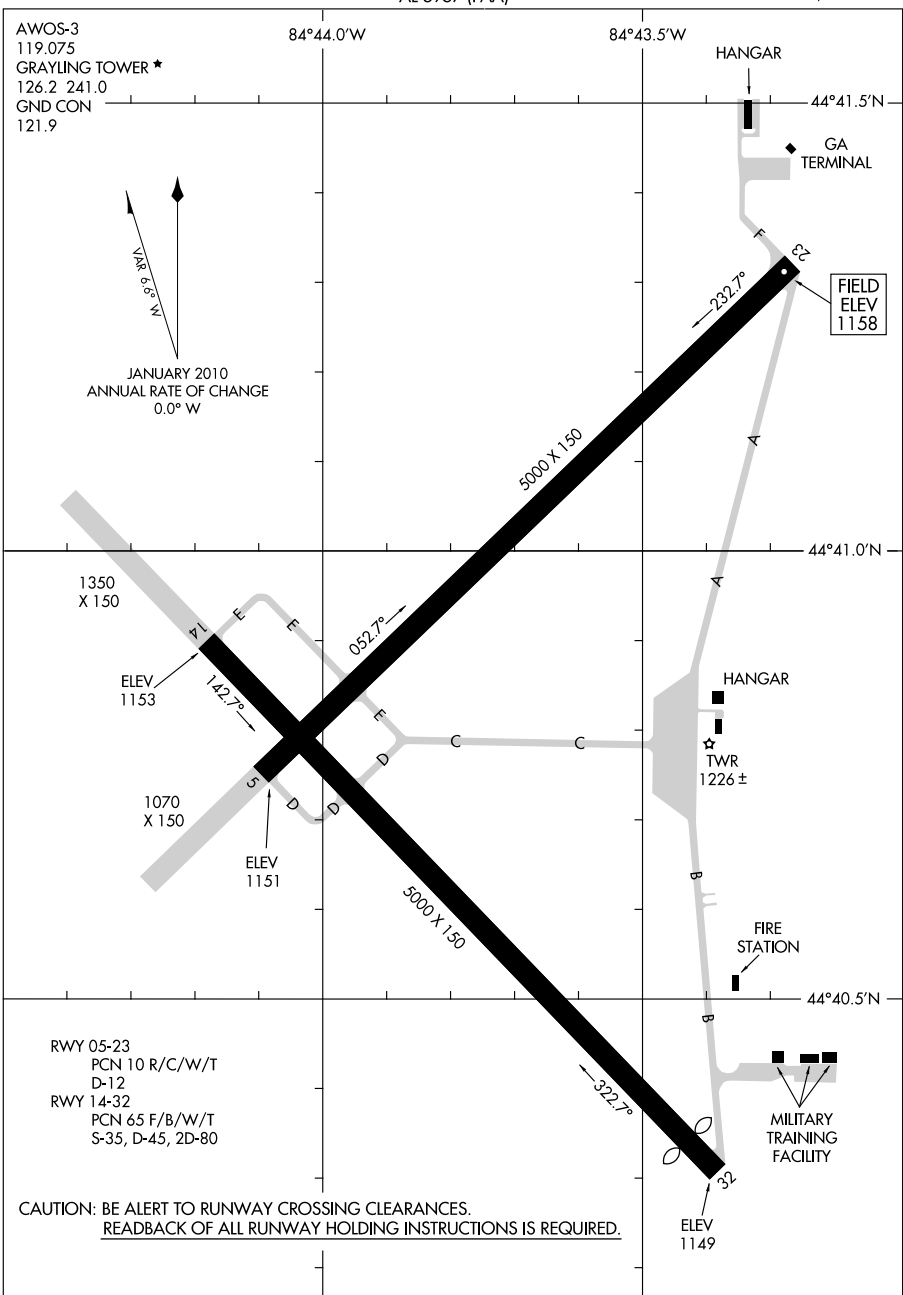 AWOS-3
119.075
GRAYLING TOWER ★
126.2 241.0
GND CON
121.9
84°44.0'W
84°43.5'W
HANGAR
44°41.5'N
GA
TERMINAL
F
23
FIELD
ELEV
1158
232.7°
VAR 6.6° W
JANUARY 2010
ANNUAL RATE OF CHANGE
0.0° W
A
5000 X 150
44°41.0'N
A
1350
X 150
E
E
052.7°
14
ELEV
1153
142.7°
HANGAR
E
C
C
D
TWR
1226 ±
5
D
D
1070
X 150
ELEV
1151
B
5000 X 150
FIRE
STATION
44°40.5'N
B
RWY 05-23
PCN 10 R/C/W/T
D-12
RWY 14-32
PCN 65 F/B/W/T
S-35, D-45, 2D-80
322.7°
MILITARY
TRAINING
FACILITY
32
CAUTION: BE ALERT TO RUNWAY CROSSING CLEARANCES.
READBACK OF ALL RUNWAY HOLDING INSTRUCTIONS IS REQUIRED.
ELEV
1149